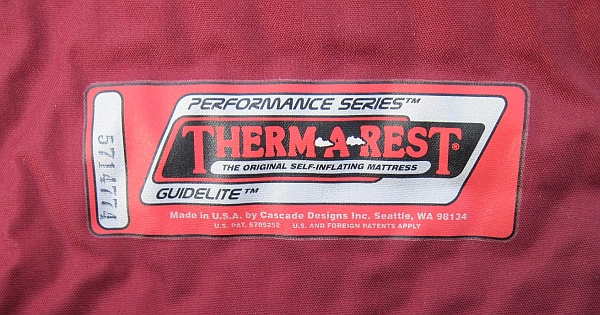 PERFORMANCE SERIES™
THERM-A-REST®
THE ORIGINAL SELF-INFLATING MATTRESS
GUIDELITE™
Made in U.S.A. by Cascade Designs Inc. Seattle, WA 98134
U.S. PAT. 5705252 U.S. AND FOREIGN PATENTS APPLY
5714774